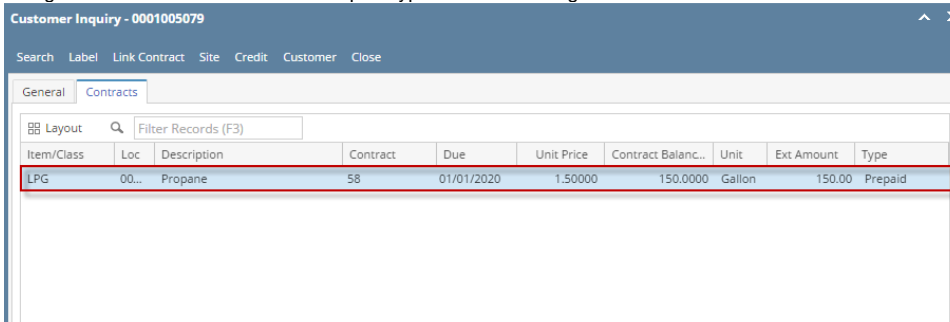 Customer Inquiry - 0001005079
Search Label Link Contract Site Credit Customer Close
General Contracts
Layout Filter Records (F3)
Item/Class Loc Description Contract Due Unit Price Contract Balanc... Unit Ext Amount Type
LPG 00... Propane 58 01/01/2020 1.50000 150.0000 Gallon 150.00 Prepaid